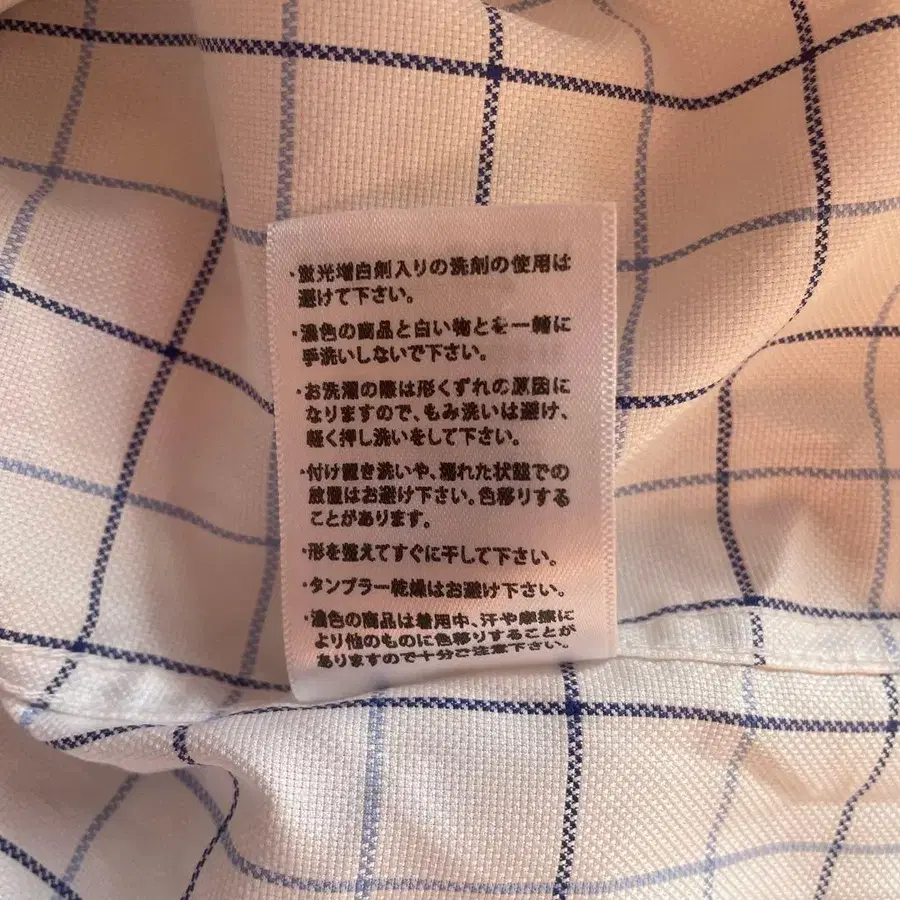 ・蛍光増白剤入りの洗剤の使用は
避けて下さい。
・濃色の商品と白い物とを一緒に
手洗いしないで下さい。
・お洗濯の際は形くずれの原因に
なりますので、もみ洗いは避け、
軽く押し洗いをして下さい。
・付け置き洗いや、濡れた状態での
放置はお避け下さい。色移りする
ことがあります。
・形を整えてすぐに干して下さい。
・タンブラー乾燥はお避け下さい。
・濃色の商品は着用中、汗や摩擦に
より他のものに色移りすることが
ありますので十分ご注意下さい。